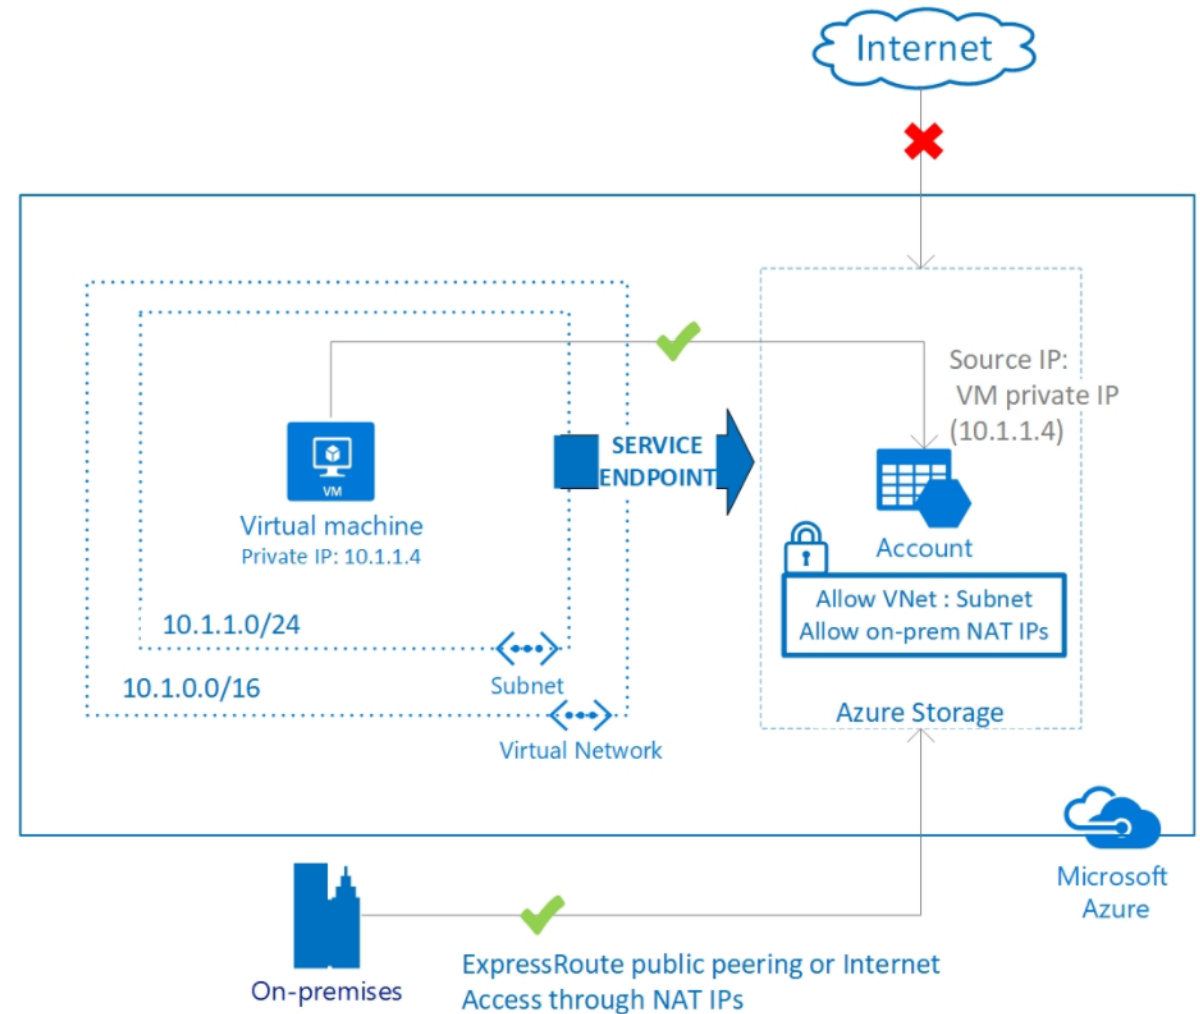 Internet
Source IP:
VM private IP
(10.1.1.4)
SERVICE
ENDPOINT
VM
Virtual machine
Private IP: 10.1.1.4
Account
Allow VNet : Subnet
Allow on-prem NAT IPs
10.1.1.0/24
Subnet
10.1.0.0/16
Azure Storage
Virtual Network
Microsoft
Azure
On-premises
ExpressRoute public peering or Internet
Access through NAT IPs